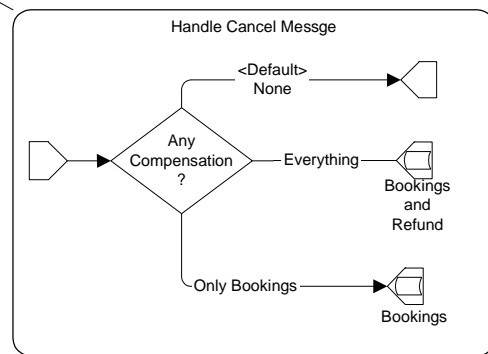 Handle Cancel Messge
<Default>
None
Any
Compensation
?
Everything
Bookings
and
Refund
Only Bookings
Bookings